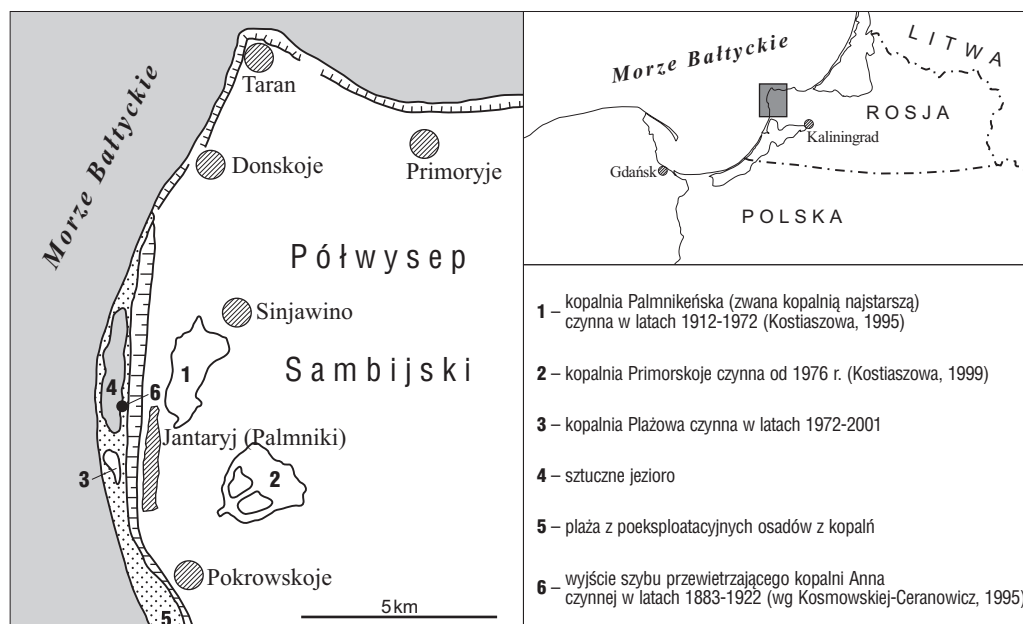 Morze Bałtyckie
Taran
Donskoje
Primoryje
Półwysep
Sinjawino
Sambijski
1
4
6
Jantaryj (Palmniki)
3
2
Pokrowskoje
5
5 km
Morze Bałtyckie
LITWA
ROSJA
Kaliningrad
Gdańsk
POLSKA
1 – kopalnia Palmnikeńska (zwana kopalnią najstarszą)
czynna w latach 1912-1972 (Kostiaszowa, 1995)
2 – kopalnia Primorskoje czynna od 1976 r. (Kostiaszowa, 1999)
3 – kopalnia Plażowa czynna w latach 1972-2001
4 – sztuczne jezioro
5 – plaża z poeksploatacyjnych osadów z kopalń
6 – wyjście szybu przewietrzającego kopalni Anna
czynnej w latach 1883-1922 (wg Kosmowskiej-Ceranowicz, 1995)